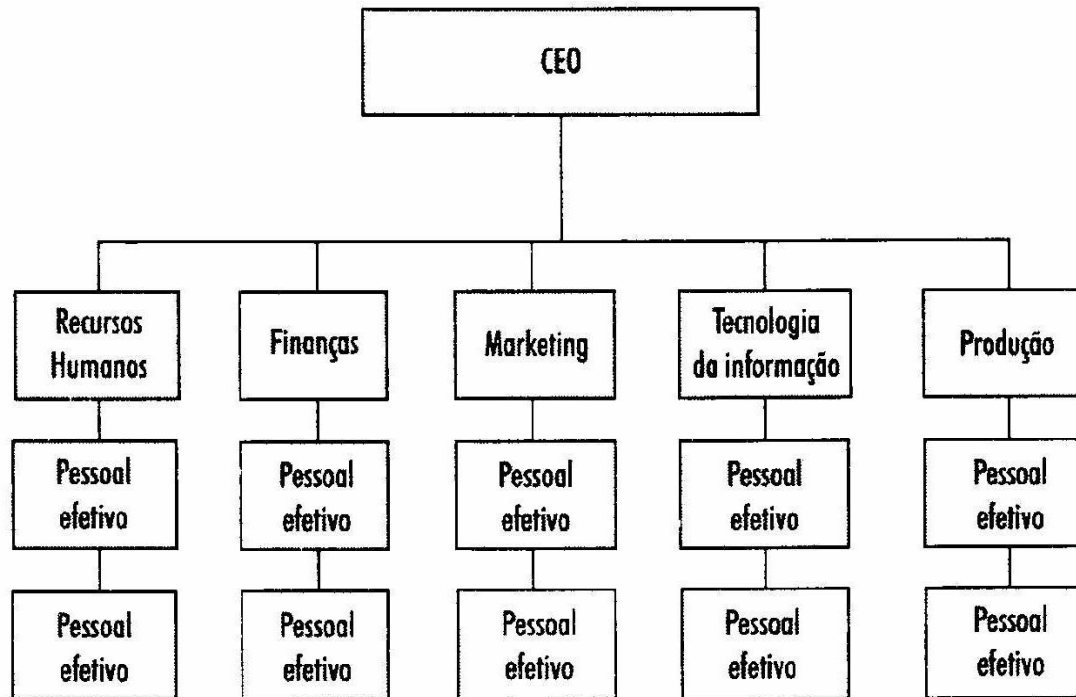 CEO
Recursos
Humanos
Finanças
Marketing
Tecnologia
da informação
Produção
Pessoal
efetivo
Pessoal
efetivo
Pessoal
efetivo
Pessoal
efetivo
Pessoal
efetivo
Pessoal
efetivo
Pessoal
efetivo
Pessoal
efetivo
Pessoal
efetivo
Pessoal
efetivo